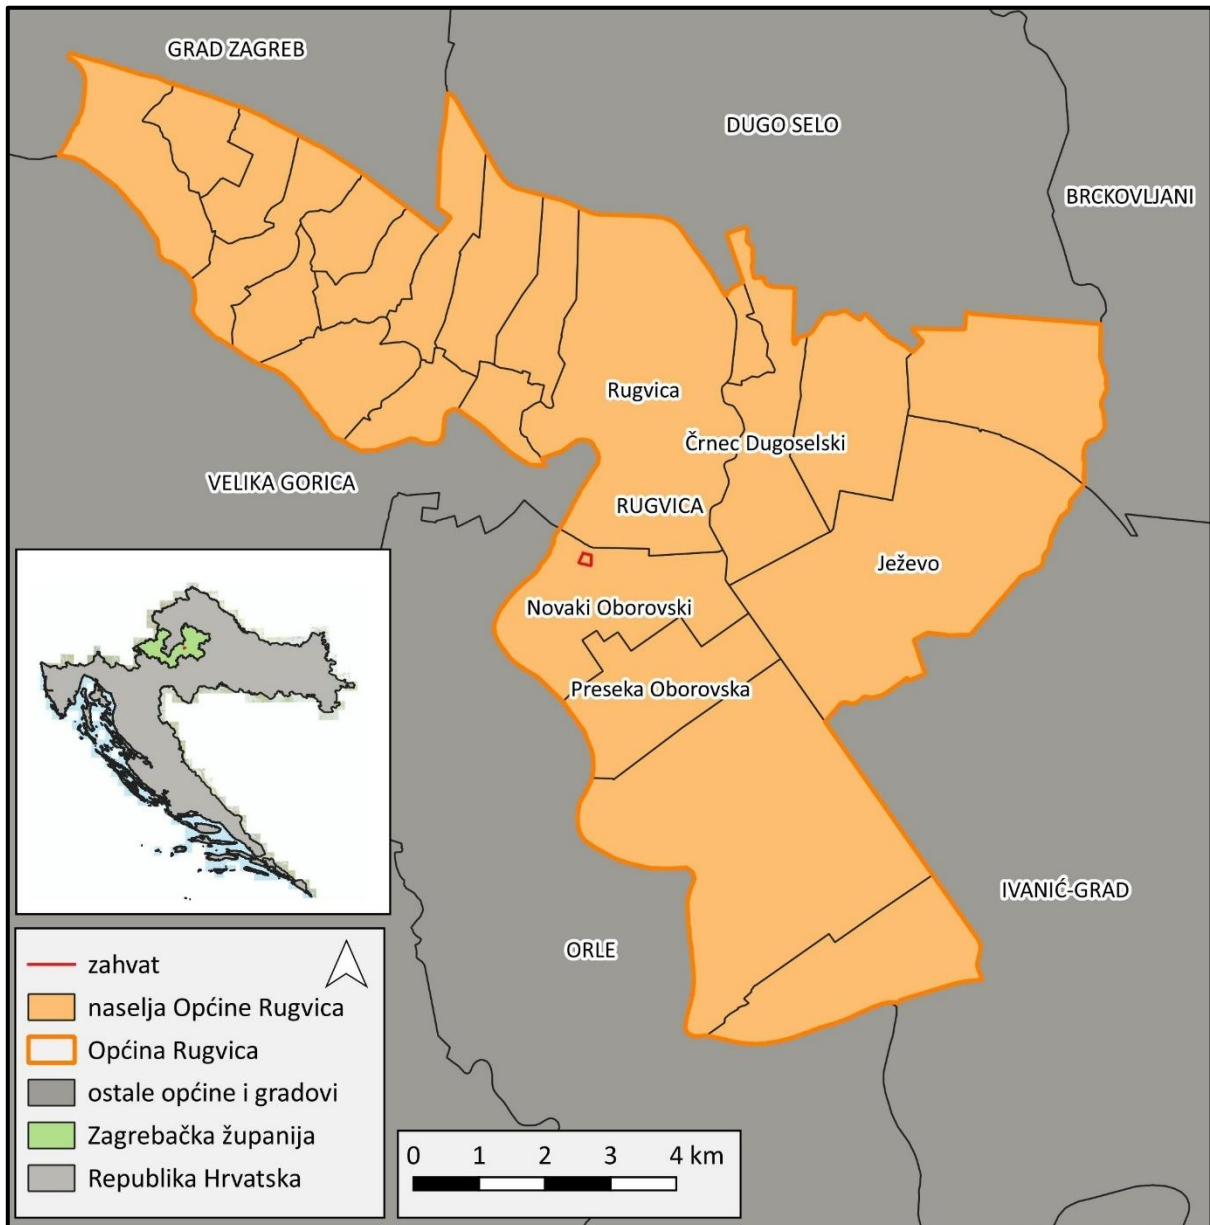 GRAD ZAGREB
DUGO SELO
BRCKOVLJANI
Rugvica
Črnec Dugoselski
VELIKA GORICA
RUGVICA
Ježevo
Novaki Oborovski
Preseka Oborovska
IVANIĆ-GRAD
ORLE
zahvat
naselja Općine Rugvica
Općina Rugvica
ostale općine i gradovi
Zagrebačka županija
Republika Hrvatska
0 1 2 3 4 km